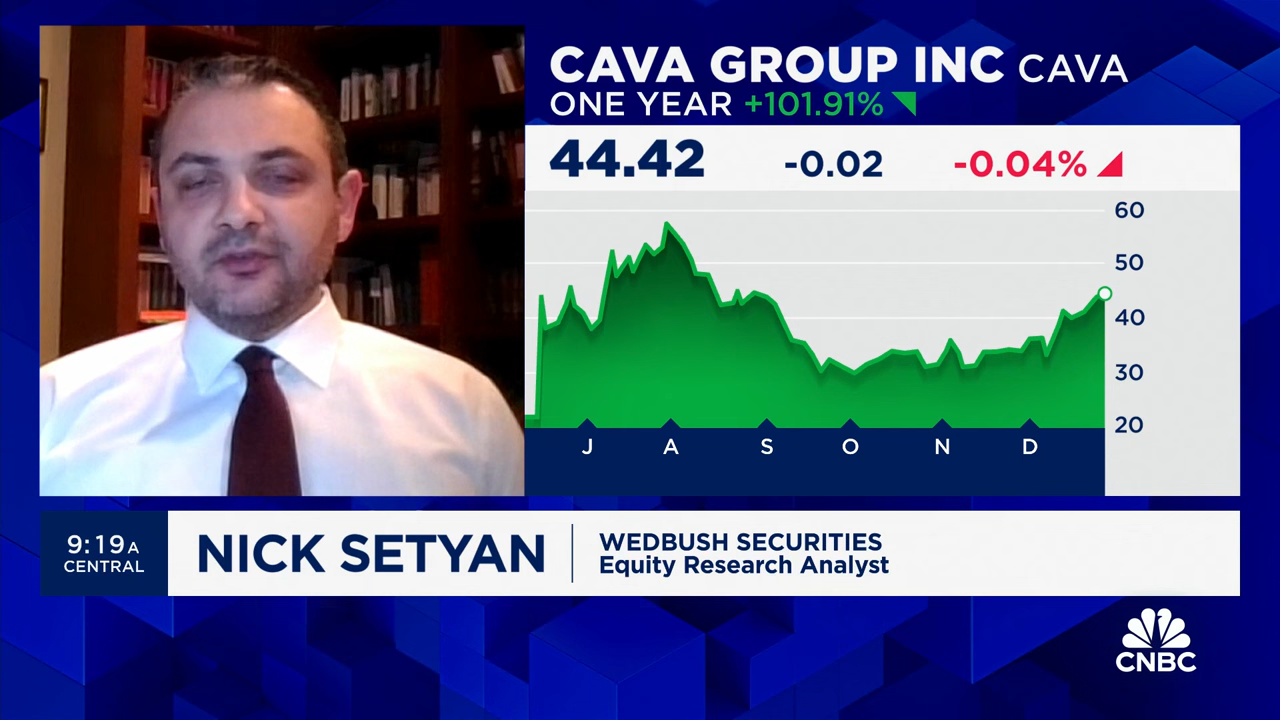 CAVA GROUP INC CAVA
ONE YEAR +101.91%
44.42 -0.02 -0.04%
60
50
40
30
20
J A S O N D
9:19A
CENTRAL
NICK SETYAN
WEDBUSH SECURITIES
Equity Research Analyst
CNBC